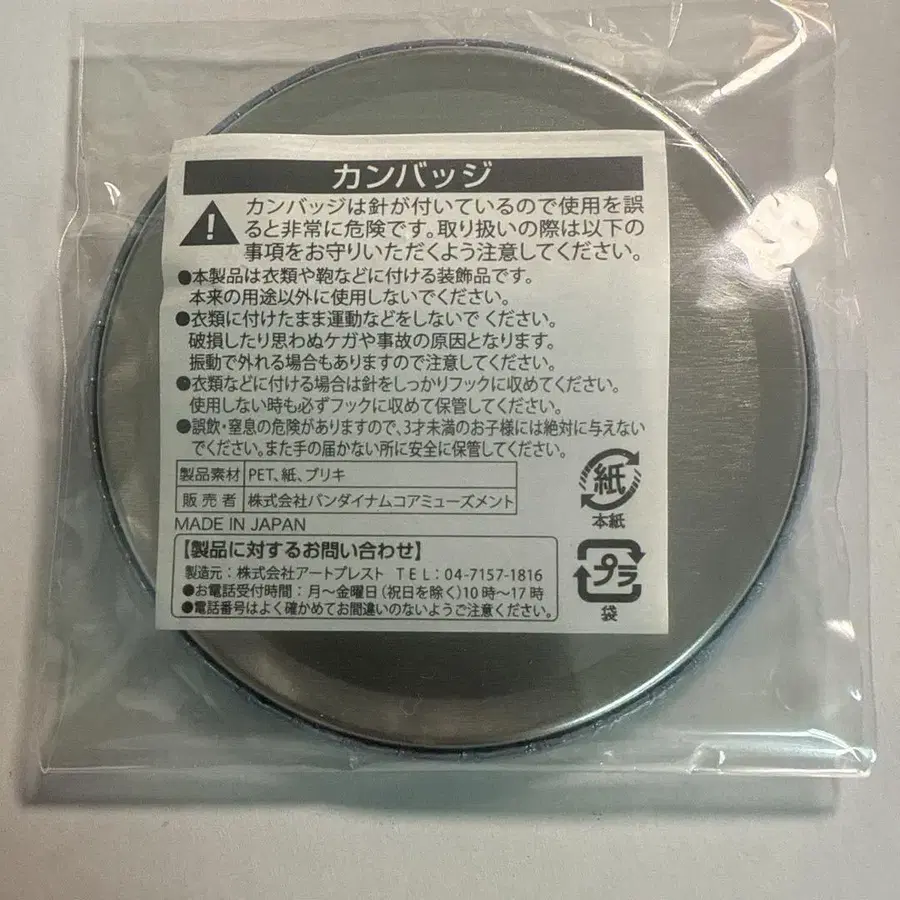 カンバッジ
カンバッジは針が付いているので使用を誤
ると非常に危険です。取り扱いの際は以下の
事項をお守りいただくよう注意してください。
●本製品は衣類や鞄などに付ける装飾品です。
本来の用途以外に使用しないでください。
●衣類に付けたまま運動などをしないで ください。
破損したり思わぬケガや事故の原因となります。
振動で外れる場合もありますので注意してください。
●衣類などに付ける場合は針をしっかりフックに収めてください。
使用しない時も必ずフックに収めて保管してください。
●誤飲・窒息の危険がありますので、3才未満のお子様には絶対に与えない
でください。また手の届かない所に安全に保管してください。
製品素材 PET、紙、ブリキ
販売者 株式会社バンダイナムコアミューズメント
MADE IN JAPAN
【製品に対するお問い合わせ】
製造元：株式会社アートプレスト TEL：04-7157-1816
●お電話受付時間：月～金曜日(祝日を除く)10時～17時
●電話番号はよく確かめてお間違いのないようご注意ください。
紙
本紙
プラ
袋